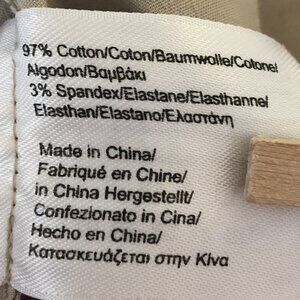 97% Cotton/Coton/Baumwolle/Cotone/
Algodon/Βαμβάκι
3% Spandex/Elastane/Elasthanne/
Elasthan/Elastano/Ελαστάνη
Made in China/
Fabriqué en Chine/
in China Hergestellt/
Confezionato in Cina/
Hecho en China/
Κατασκευάζεται στην Κίνα